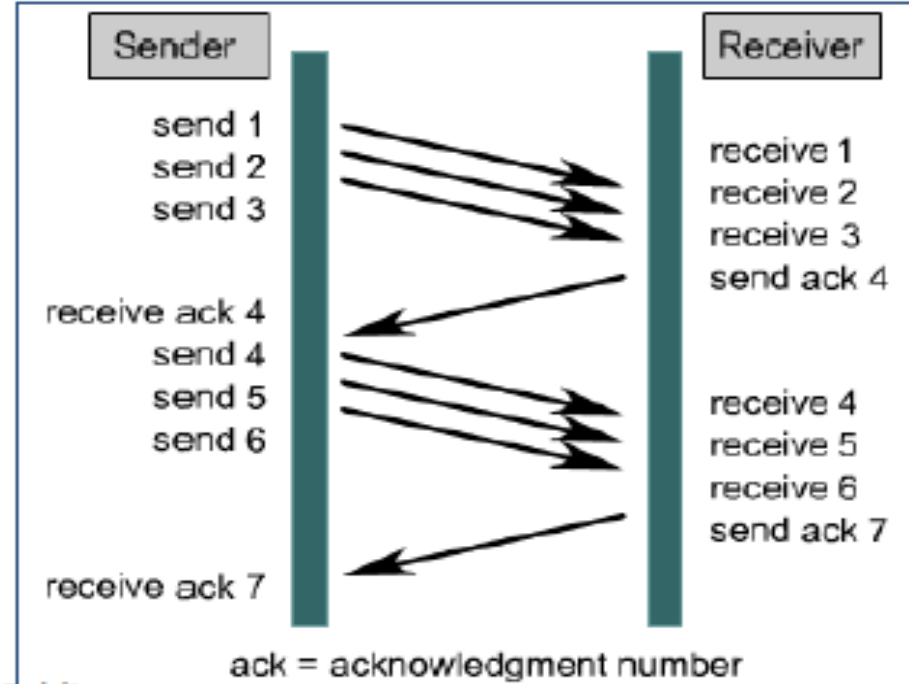 Sender
Receiver
send 1
send 2
send 3
receive 1
receive 2
receive 3
send ack 4
receive ack 4
send 4
send 5
send 6
receive 4
receive 5
receive 6
send ack 7
receive ack 7
ack = acknowledgment number